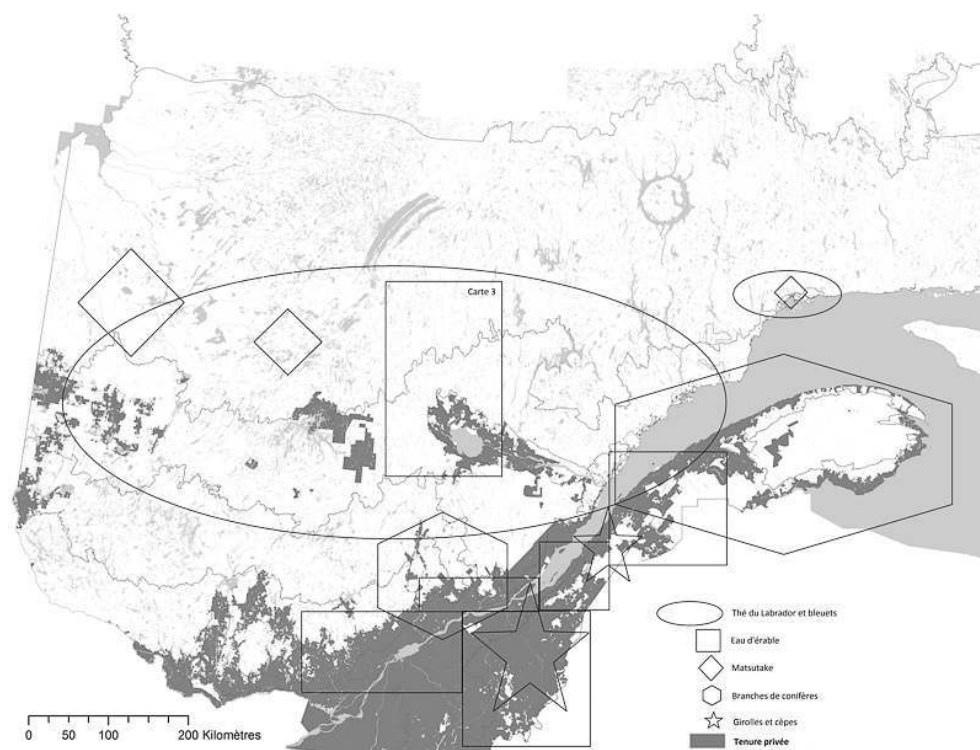 Carte 3
Thé du Labrador et bleuets
Eau d'érable
Matsutake
Branches de conifères
Girolles et cèpes
Tenure privée
0 50 100 200 Kilomètres